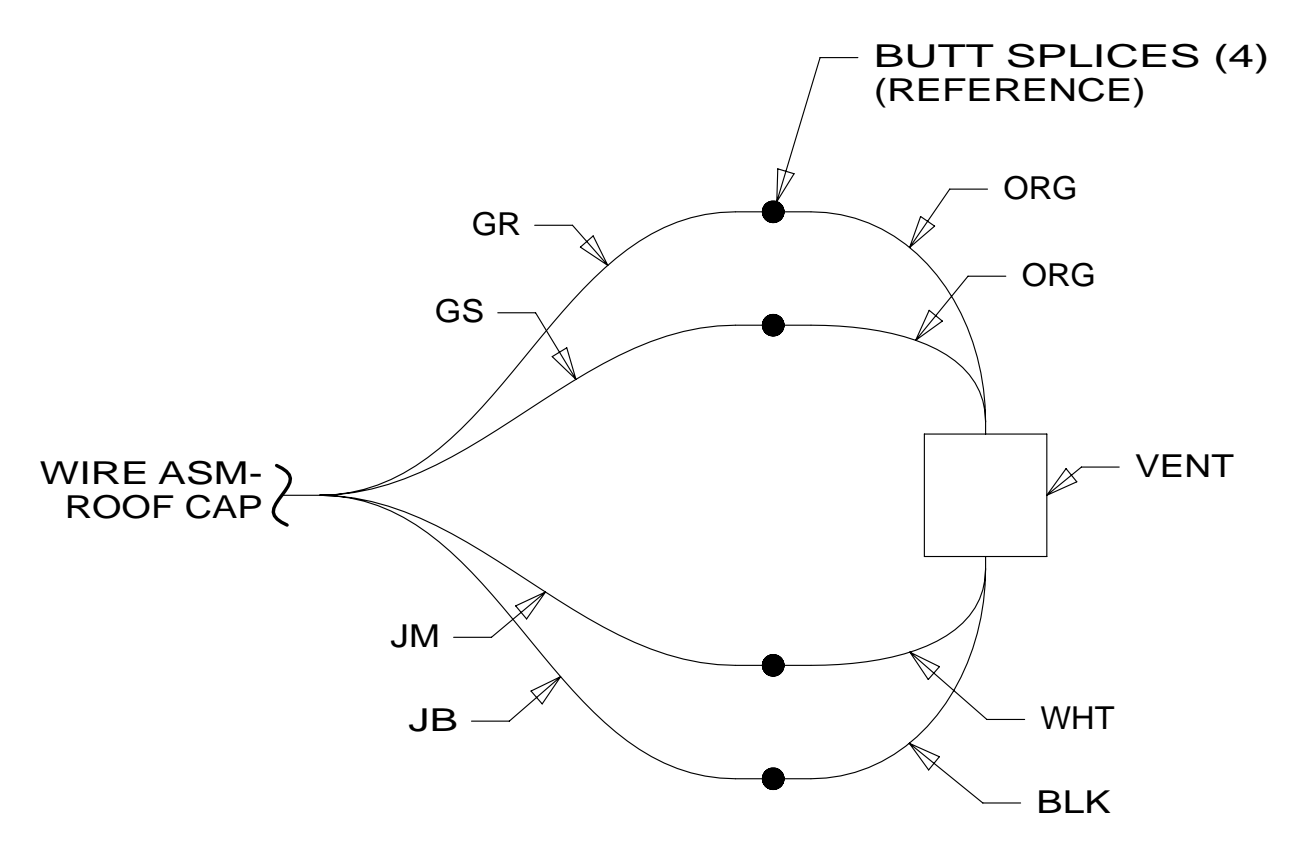 BUTT SPLICES (4)
(REFERENCE)
ORG
GR
ORG
GS
WIRE ASM-
ROOF CAP
VENT
JM
JB
WHT
BLK